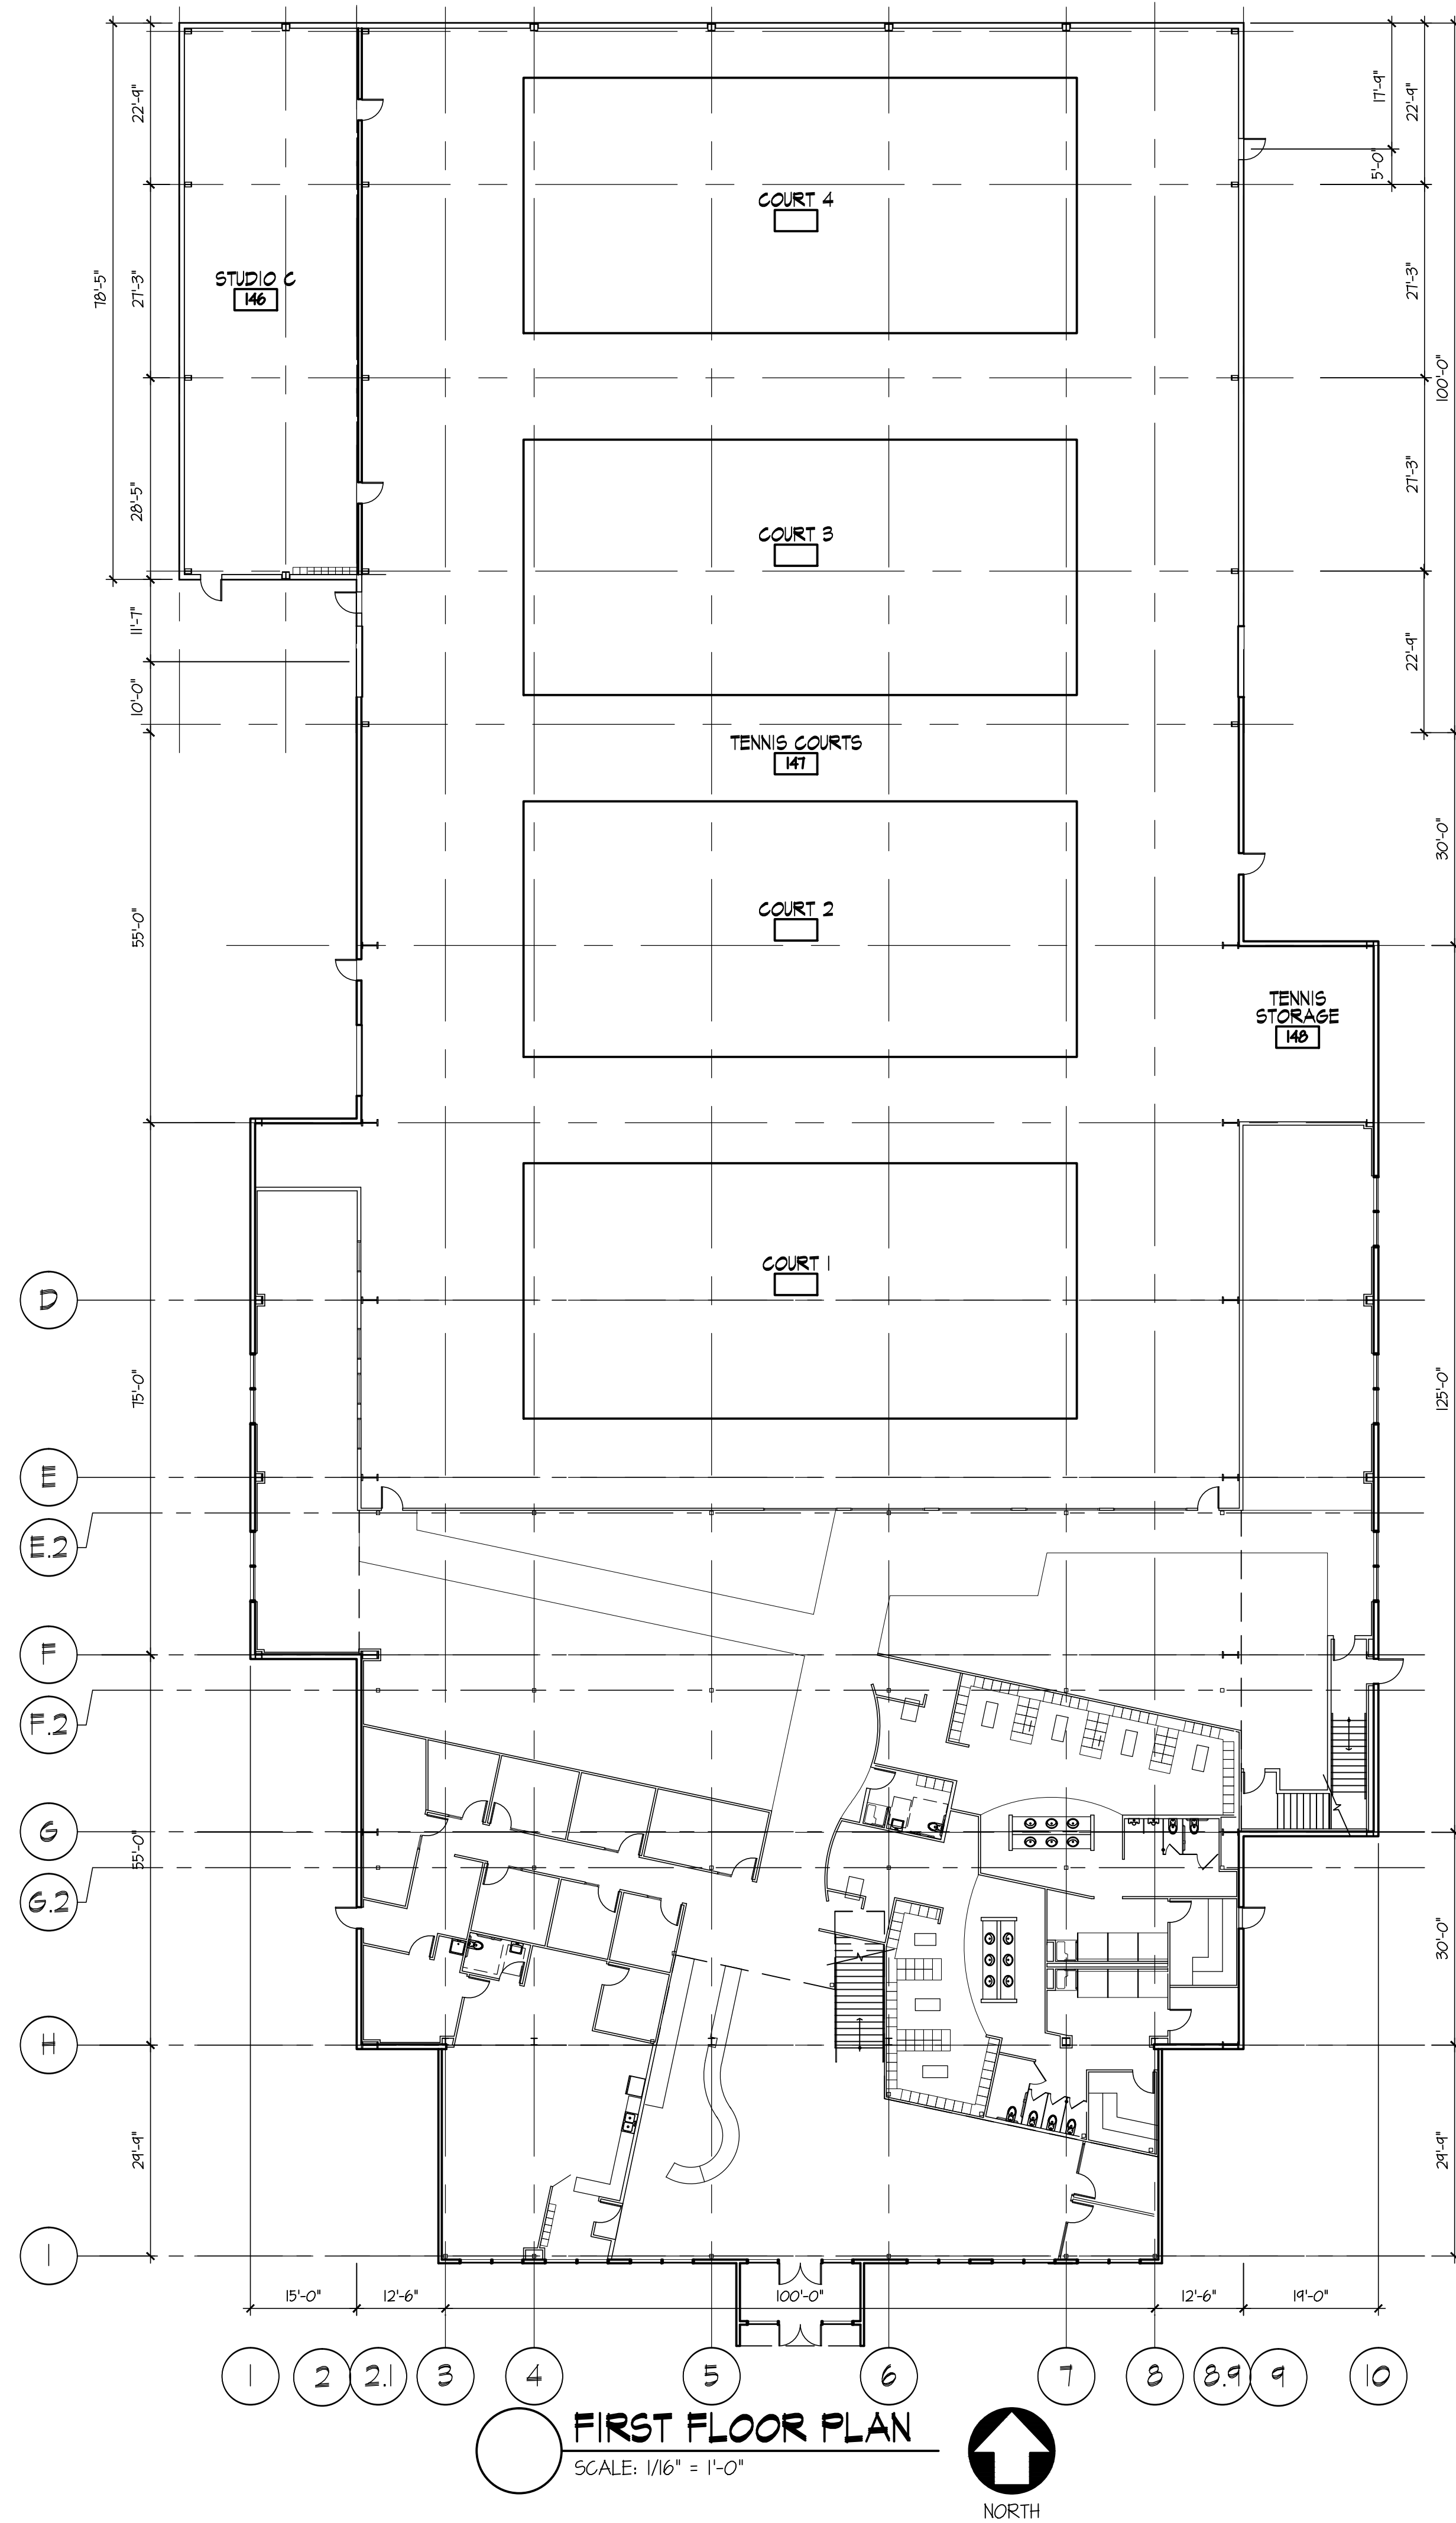 17'-9"
22'-9"
22'-9"
5'-0"
COURT 4
78'-5"
27'-3"
STUDIO C
146
27'-3"
100'-0"
28'-5"
27'-3"
COURT 3
11'-7"
22'-9"
10'-0"
TENNIS COURTS
147
30'-0"
55'-0"
COURT 2
TENNIS
STORAGE
148
COURT 1
D
75'-0"
125'-0"
E
E.2
F
F.2
G
55'-0"
G.2
30'-0"
H
29'-9"
29'-9"
I
15'-0"
12'-6"
100'-0"
12'-6"
19'-0"
1
2
2.1
3
4
5
6
7
8
8.9
9
10
FIRST FLOOR PLAN
SCALE: 1/16" = 1'-0"
NORTH